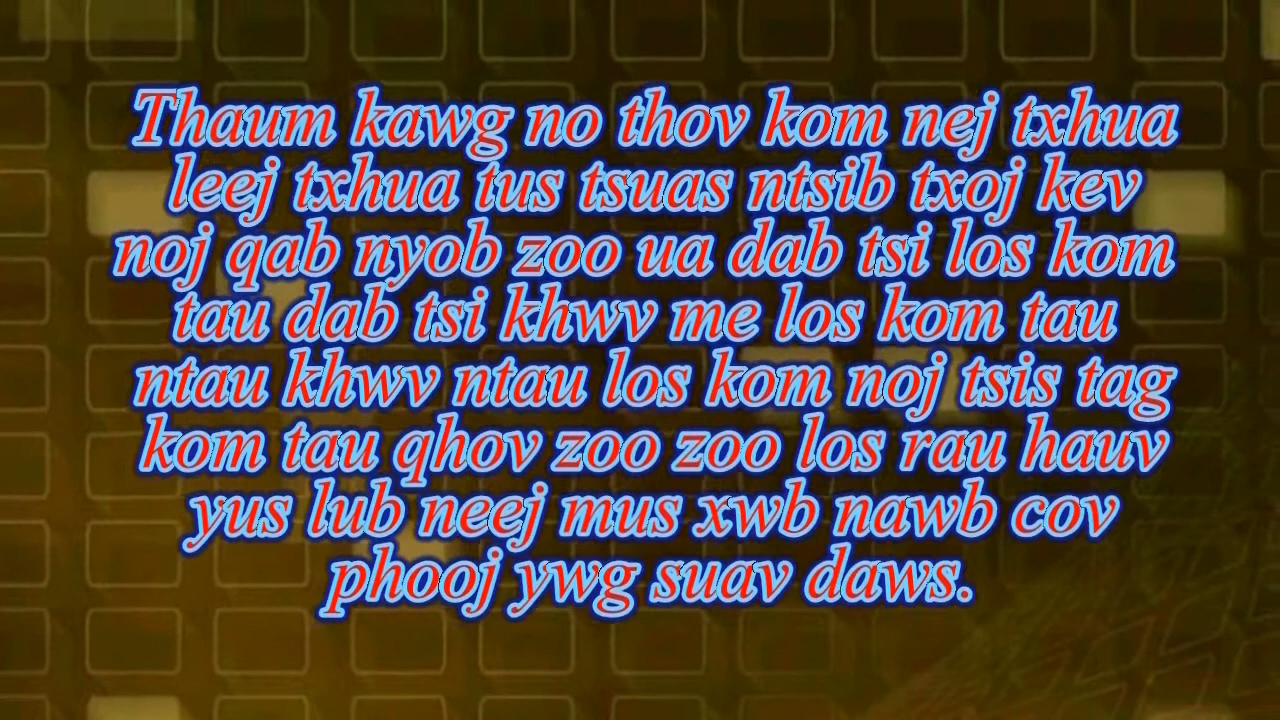 Thaum kawg no thov kom nej txhua
leej txhua tus tsuas ntsib txoj kev
noj qab nyob zoo ua dab tsi los kom
tau dab tsi khwv me los kom tau
ntau khwv ntau los kom noj tsis tag
kom tau qhov zoo zoo los rau hauv
yus lub neej mus xwb nawb cov
phooj ywg suav daws.